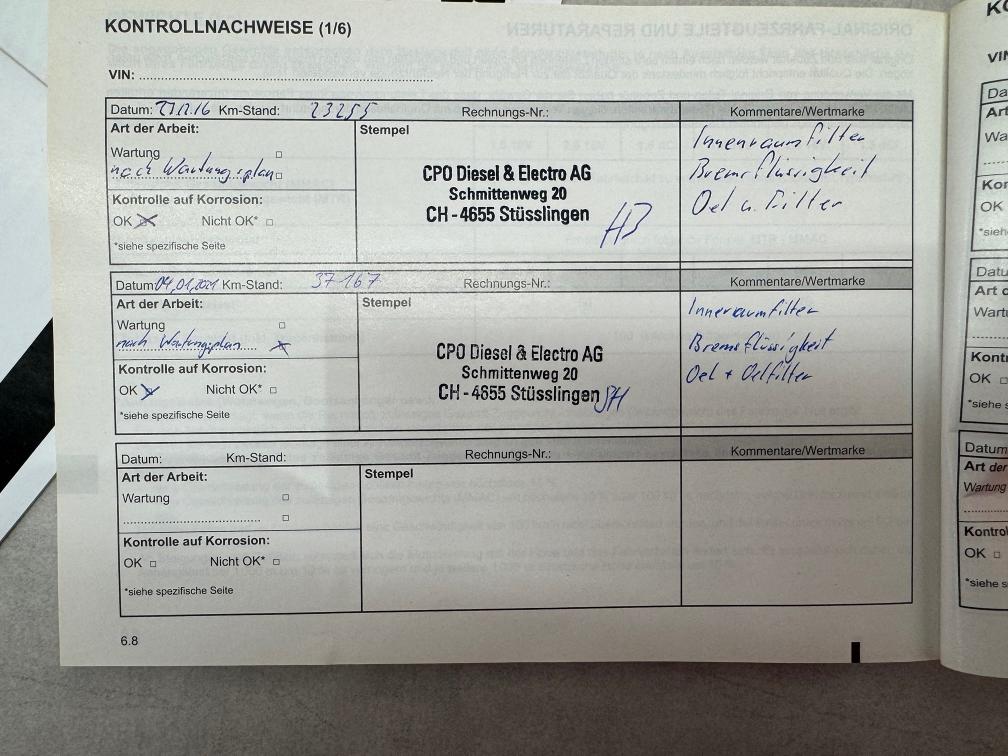 KONTROLLNACHWEISE (1/6)
VIN:
Datum: 27.12.16 Km-Stand: 23255 Rechnungs-Nr.: Kommentare/Wertmarke
Art der Arbeit: Stempel
Wartung
nach Wartungsplan
Kontrolle auf Korrosion:
OK Nicht OK*
*siehe spezifische Seite
CPO Diesel & Electro AG
Schmittenweg 20
CH - 4655 Stüsslingen
Innenraumfilter
Bremsflüssigkeit
Oel u. Filter
Datum: 04.01.2021 Km-Stand: 37167 Rechnungs-Nr.: Kommentare/Wertmarke
Art der Arbeit: Stempel
Wartung
nach Wartungsplan
Kontrolle auf Korrosion:
OK Nicht OK*
*siehe spezifische Seite
CPO Diesel & Electro AG
Schmittenweg 20
CH - 4655 Stüsslingen SH
Inneraumfilter
Bremsflüssigkeit
Oel + Oelfilter
Datum: Km-Stand: Rechnungs-Nr.: Kommentare/Wertmarke
Art der Arbeit: Stempel
Wartung
Kontrolle auf Korrosion:
OK Nicht OK*
*siehe spezifische Seite
6.8